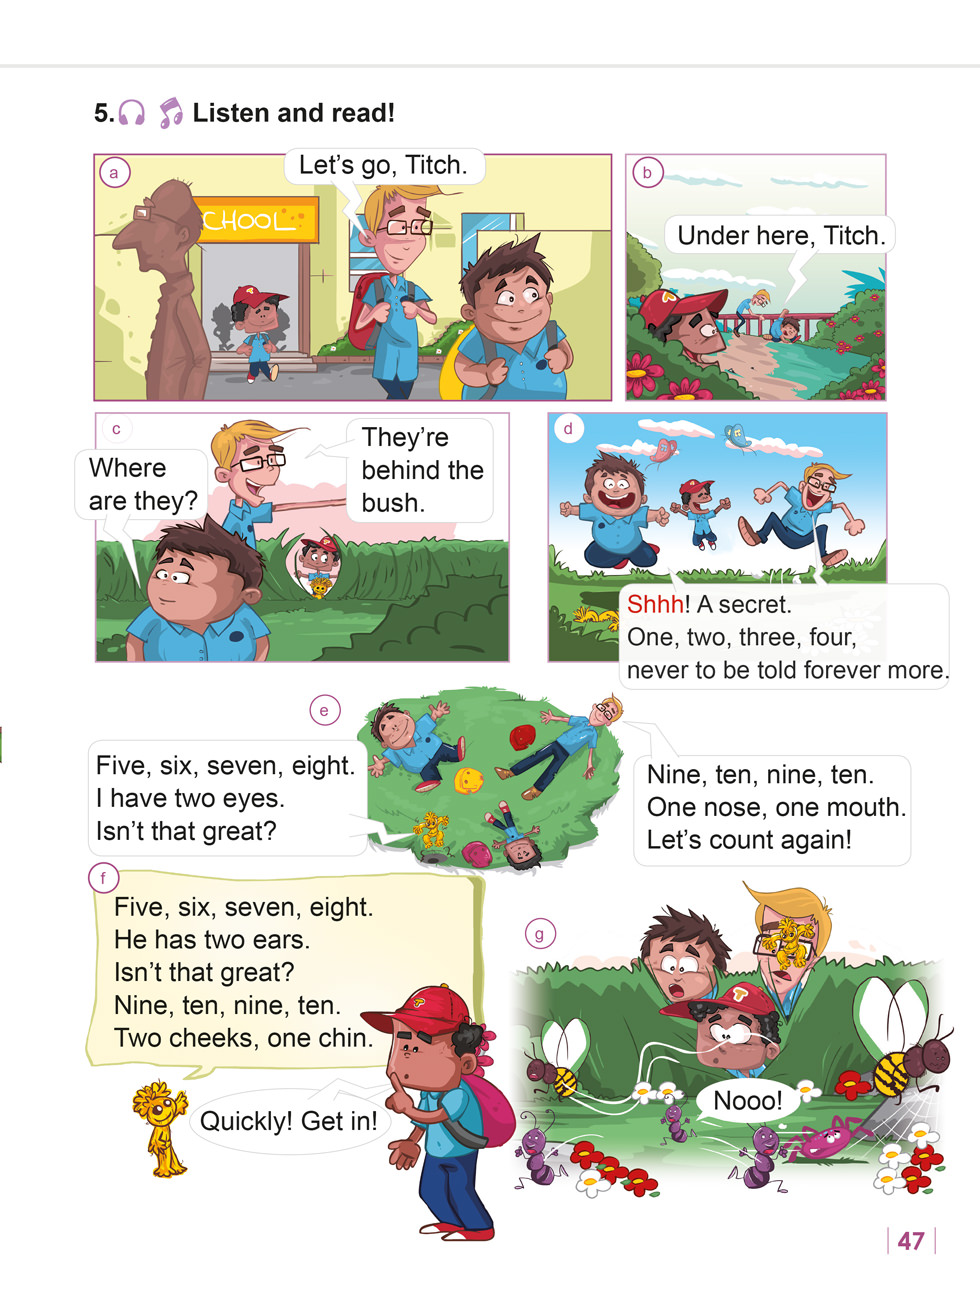 5. Listen and read!
a
Let's go, Titch.
CHOOL
b
Under here, Titch.
c
Where
are they?
They're
behind the
bush.
d
Shhh! A secret.
One, two, three, four,
never to be told forever more.
e
Five, six, seven, eight.
I have two eyes.
Isn't that great?
Nine, ten, nine, ten.
One nose, one mouth.
Let's count again!
f
Five, six, seven, eight.
He has two ears.
Isn't that great?
Nine, ten, nine, ten.
Two cheeks, one chin.
T
Quickly! Get in!
g
T
Nooo!
47